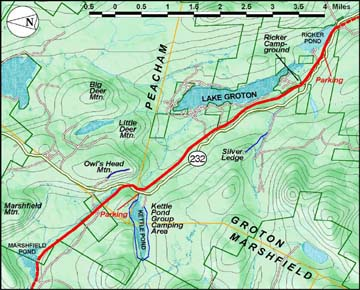 N
0.5 0 0.5 1 1.5 2 2.5 3 3.5 4
Miles
RICKER
POND
Ricker
Camp-
ground
Parking
PEACHAM
Big
Deer
Mtn.
LAKE GROTON
Little
Deer
Mtn.
Owl's Head
Mtn.
232
Silver
Ledge
Marshfield
Mtn.
Parking
Kettle
Pond
Group
Camping
Area
KETTLE POND
GROTON
MARSHFIELD
MARSHFIELD
POND